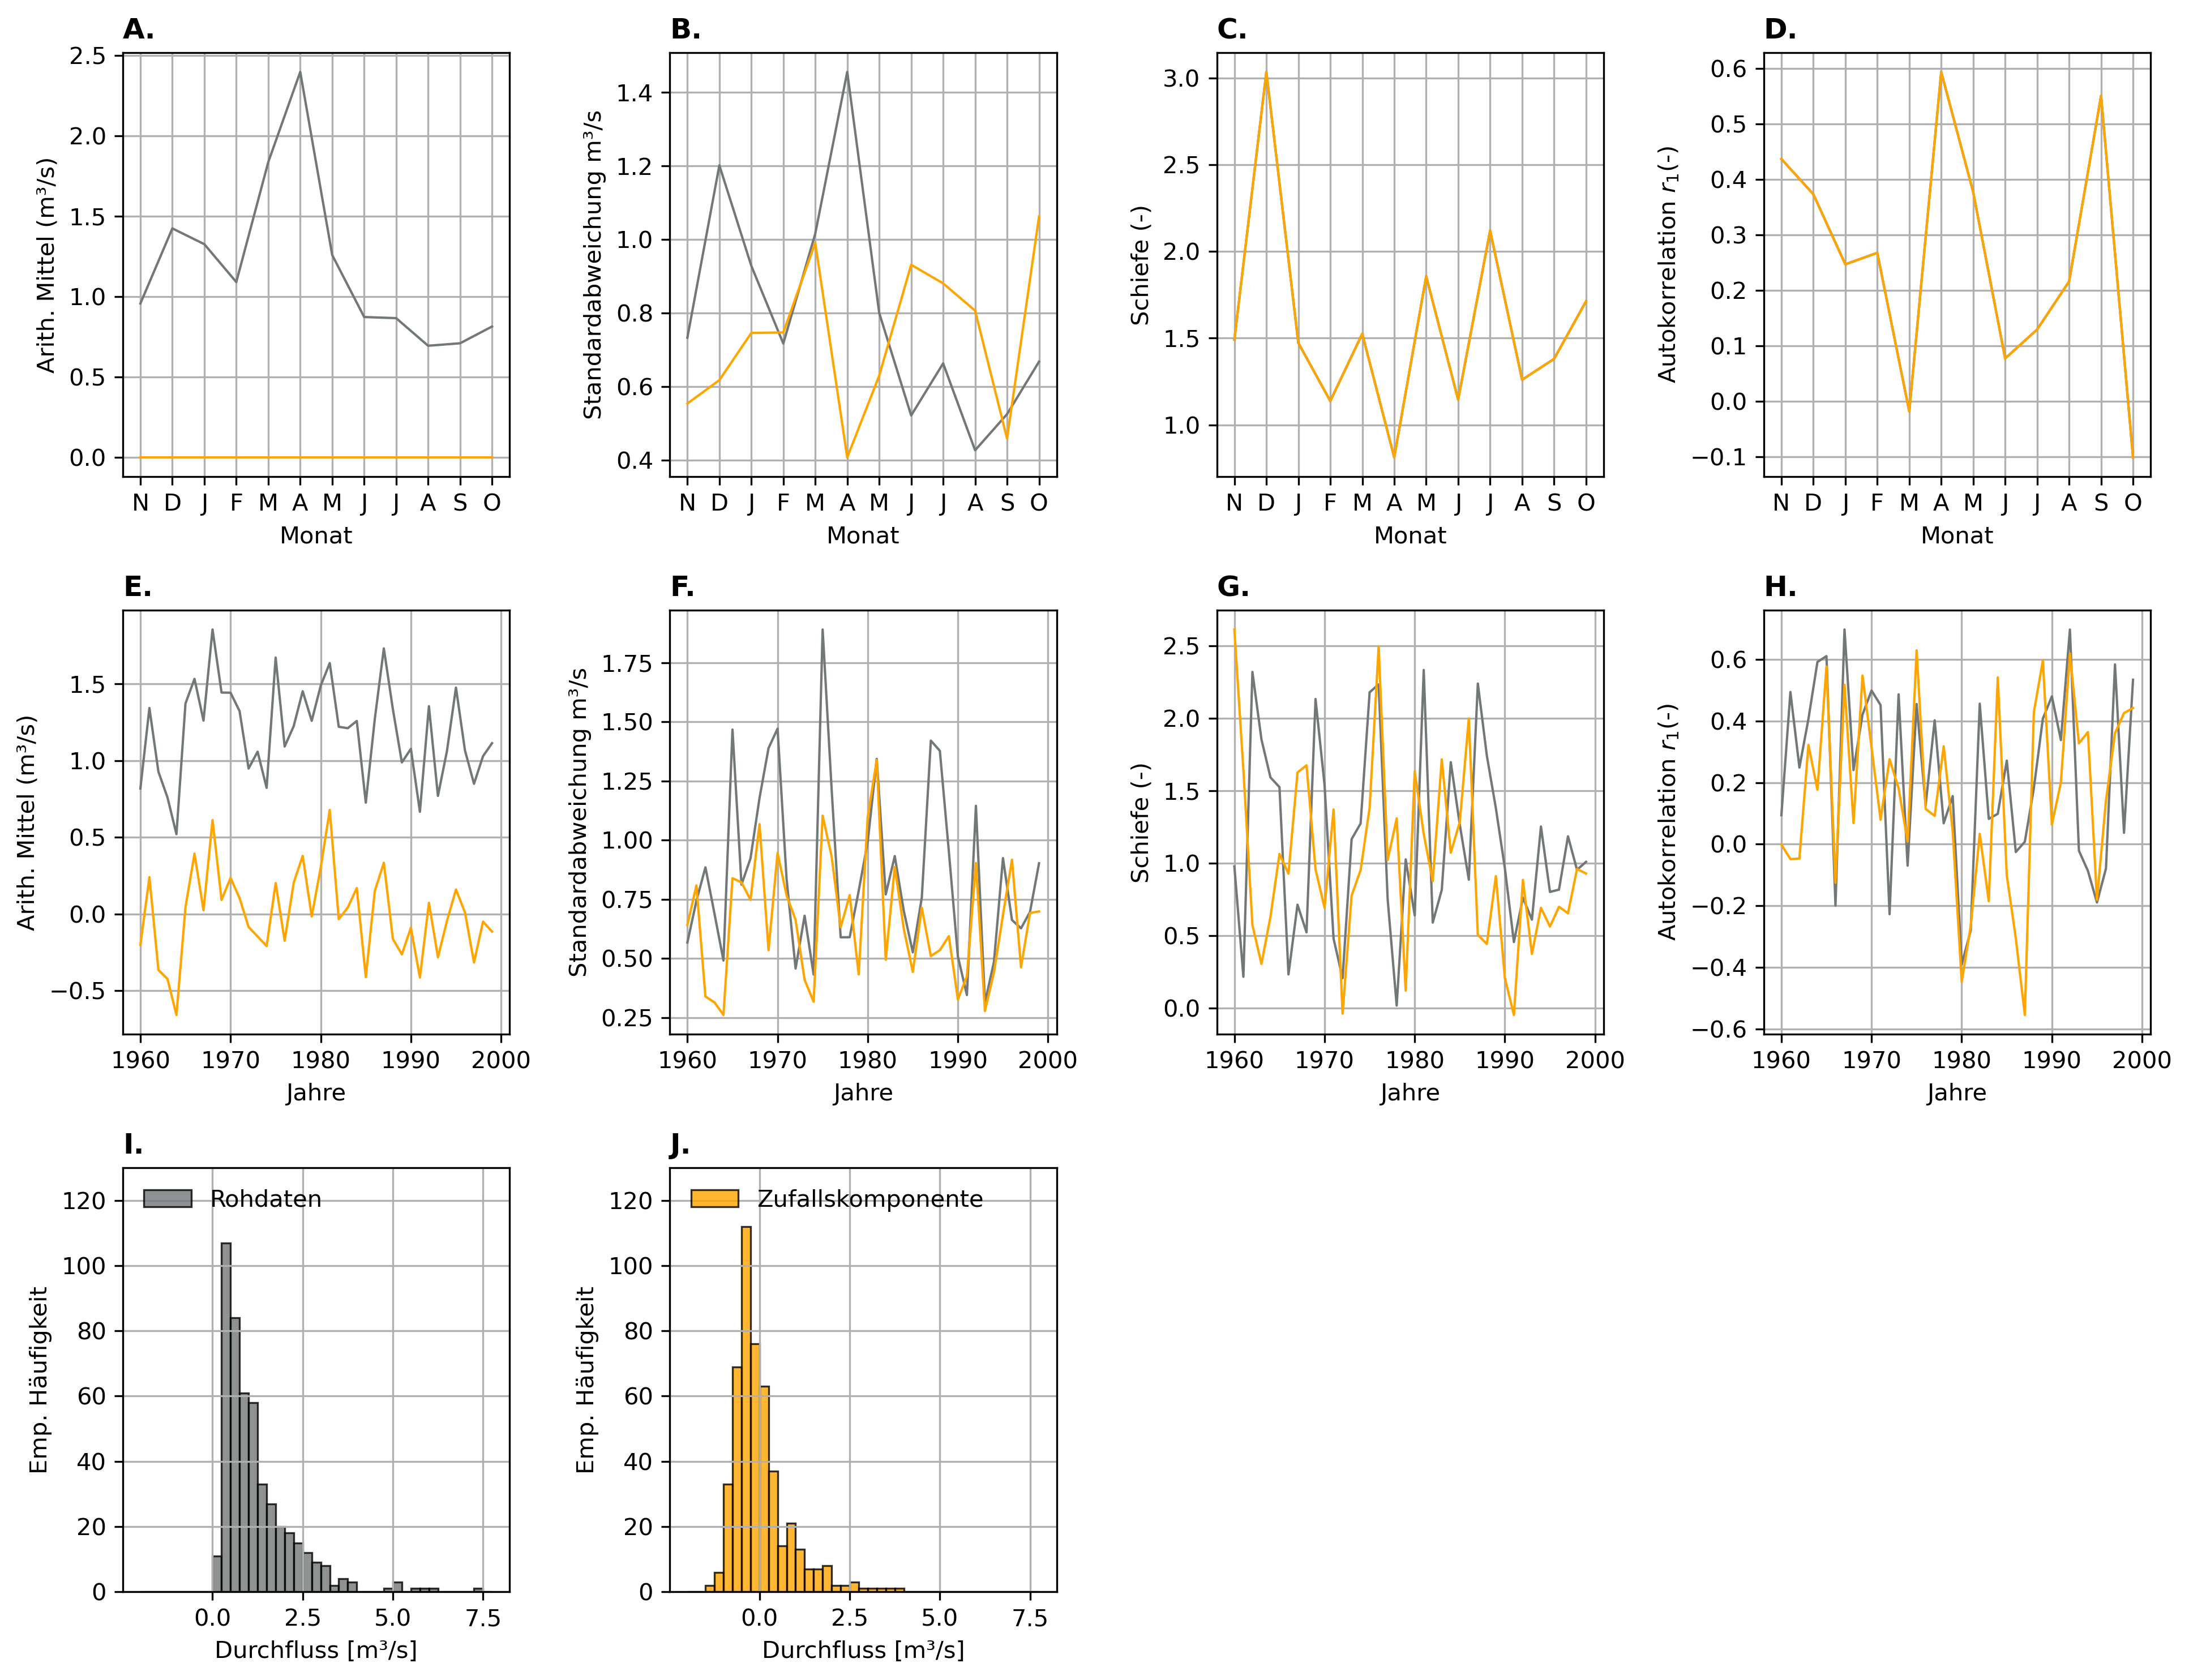 A.
Arith. Mittel (m³/s)
2.5
2.0
1.5
1.0
0.5
0.0
N D J F M A M J J A S O
Monat
B.
Standardabweichung m³/s
1.4
1.2
1.0
0.8
0.6
0.4
N D J F M A M J J A S O
Monat
C.
Schiefe (-)
3.0
2.5
2.0
1.5
1.0
N D J F M A M J J A S O
Monat
D.
Autokorrelation r₁(-)
0.6
0.5
0.4
0.3
0.2
0.1
0.0
−0.1
N D J F M A M J J A S O
Monat
E.
Arith. Mittel (m³/s)
1.5
1.0
0.5
0.0
−0.5
1960 1970 1980 1990 2000
Jahre
F.
Standardabweichung m³/s
1.75
1.50
1.25
1.00
0.75
0.50
0.25
1960 1970 1980 1990 2000
Jahre
G.
Schiefe (-)
2.5
2.0
1.5
1.0
0.5
0.0
1960 1970 1980 1990 2000
Jahre
H.
Autokorrelation r₁(-)
0.6
0.4
0.2
0.0
−0.2
−0.4
−0.6
1960 1970 1980 1990 2000
Jahre
I.
Emp. Häufigkeit
120
100
80
60
40
20
0
Rohdaten
0.0 2.5 5.0 7.5
Durchfluss [m³/s]
J.
Emp. Häufigkeit
120
100
80
60
40
20
0
Zufallskomponente
0.0 2.5 5.0 7.5
Durchfluss [m³/s]